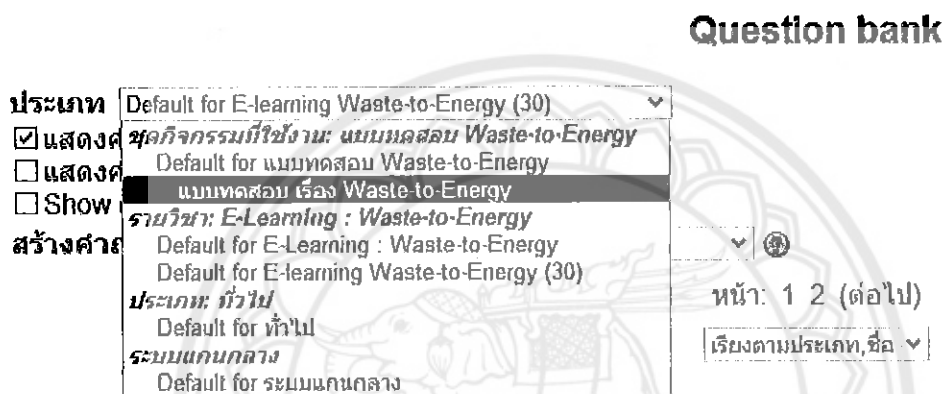 Question bank
ประเภท Default for E-learning Waste-to-Energy (30)
แสดงค ชุดกิจกรรมที่ใช้งาน: แบบทดสอบ Waste-to-Energy
แสดงค Default for แบบทดสอบ Waste-to-Energy
แบบทดสอบ เรื่อง Waste-to-Energy
Show รายวิชา: E-Learning : Waste-to-Energy
สร้างคำถ Default for E-Learning : Waste-to-Energy
Default for E-learning Waste-to-Energy (30)
หน้า: 1 2 (ต่อไป)
ประเภท: ทั่วไป
Default for ทั่วไป
เรียงตามประเภท,ชื่อ
ระบบแกนกลาง
Default for ระบบแกนกลาง